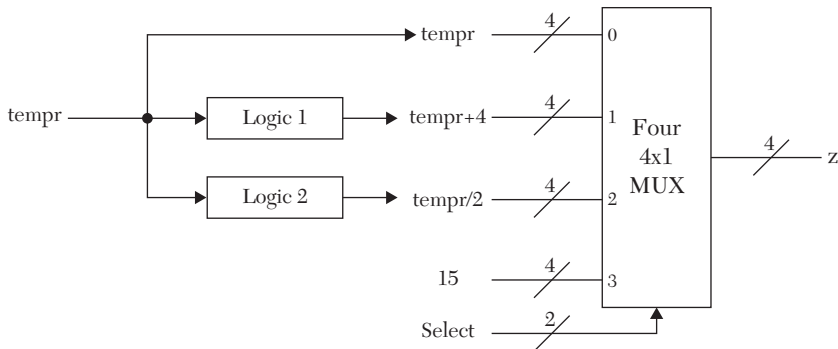 tempr 4 0
tempr Logic 1 tempr+4 4 1
Four
4x1
MUX
4 z
Logic 2 tempr/2 4 2
15 4 3
Select 2